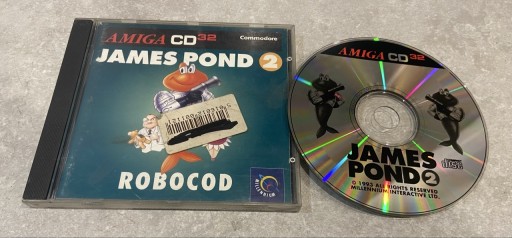 AMIGA CD32
Commodore
JAMES POND 2
ROBOCOD
MILLENNIUM
AMIGA CD32
JAMES
POND 2
© 1993 ALL RIGHTS RESERVED
MILLENNIUM INTERACTIVE LTD.